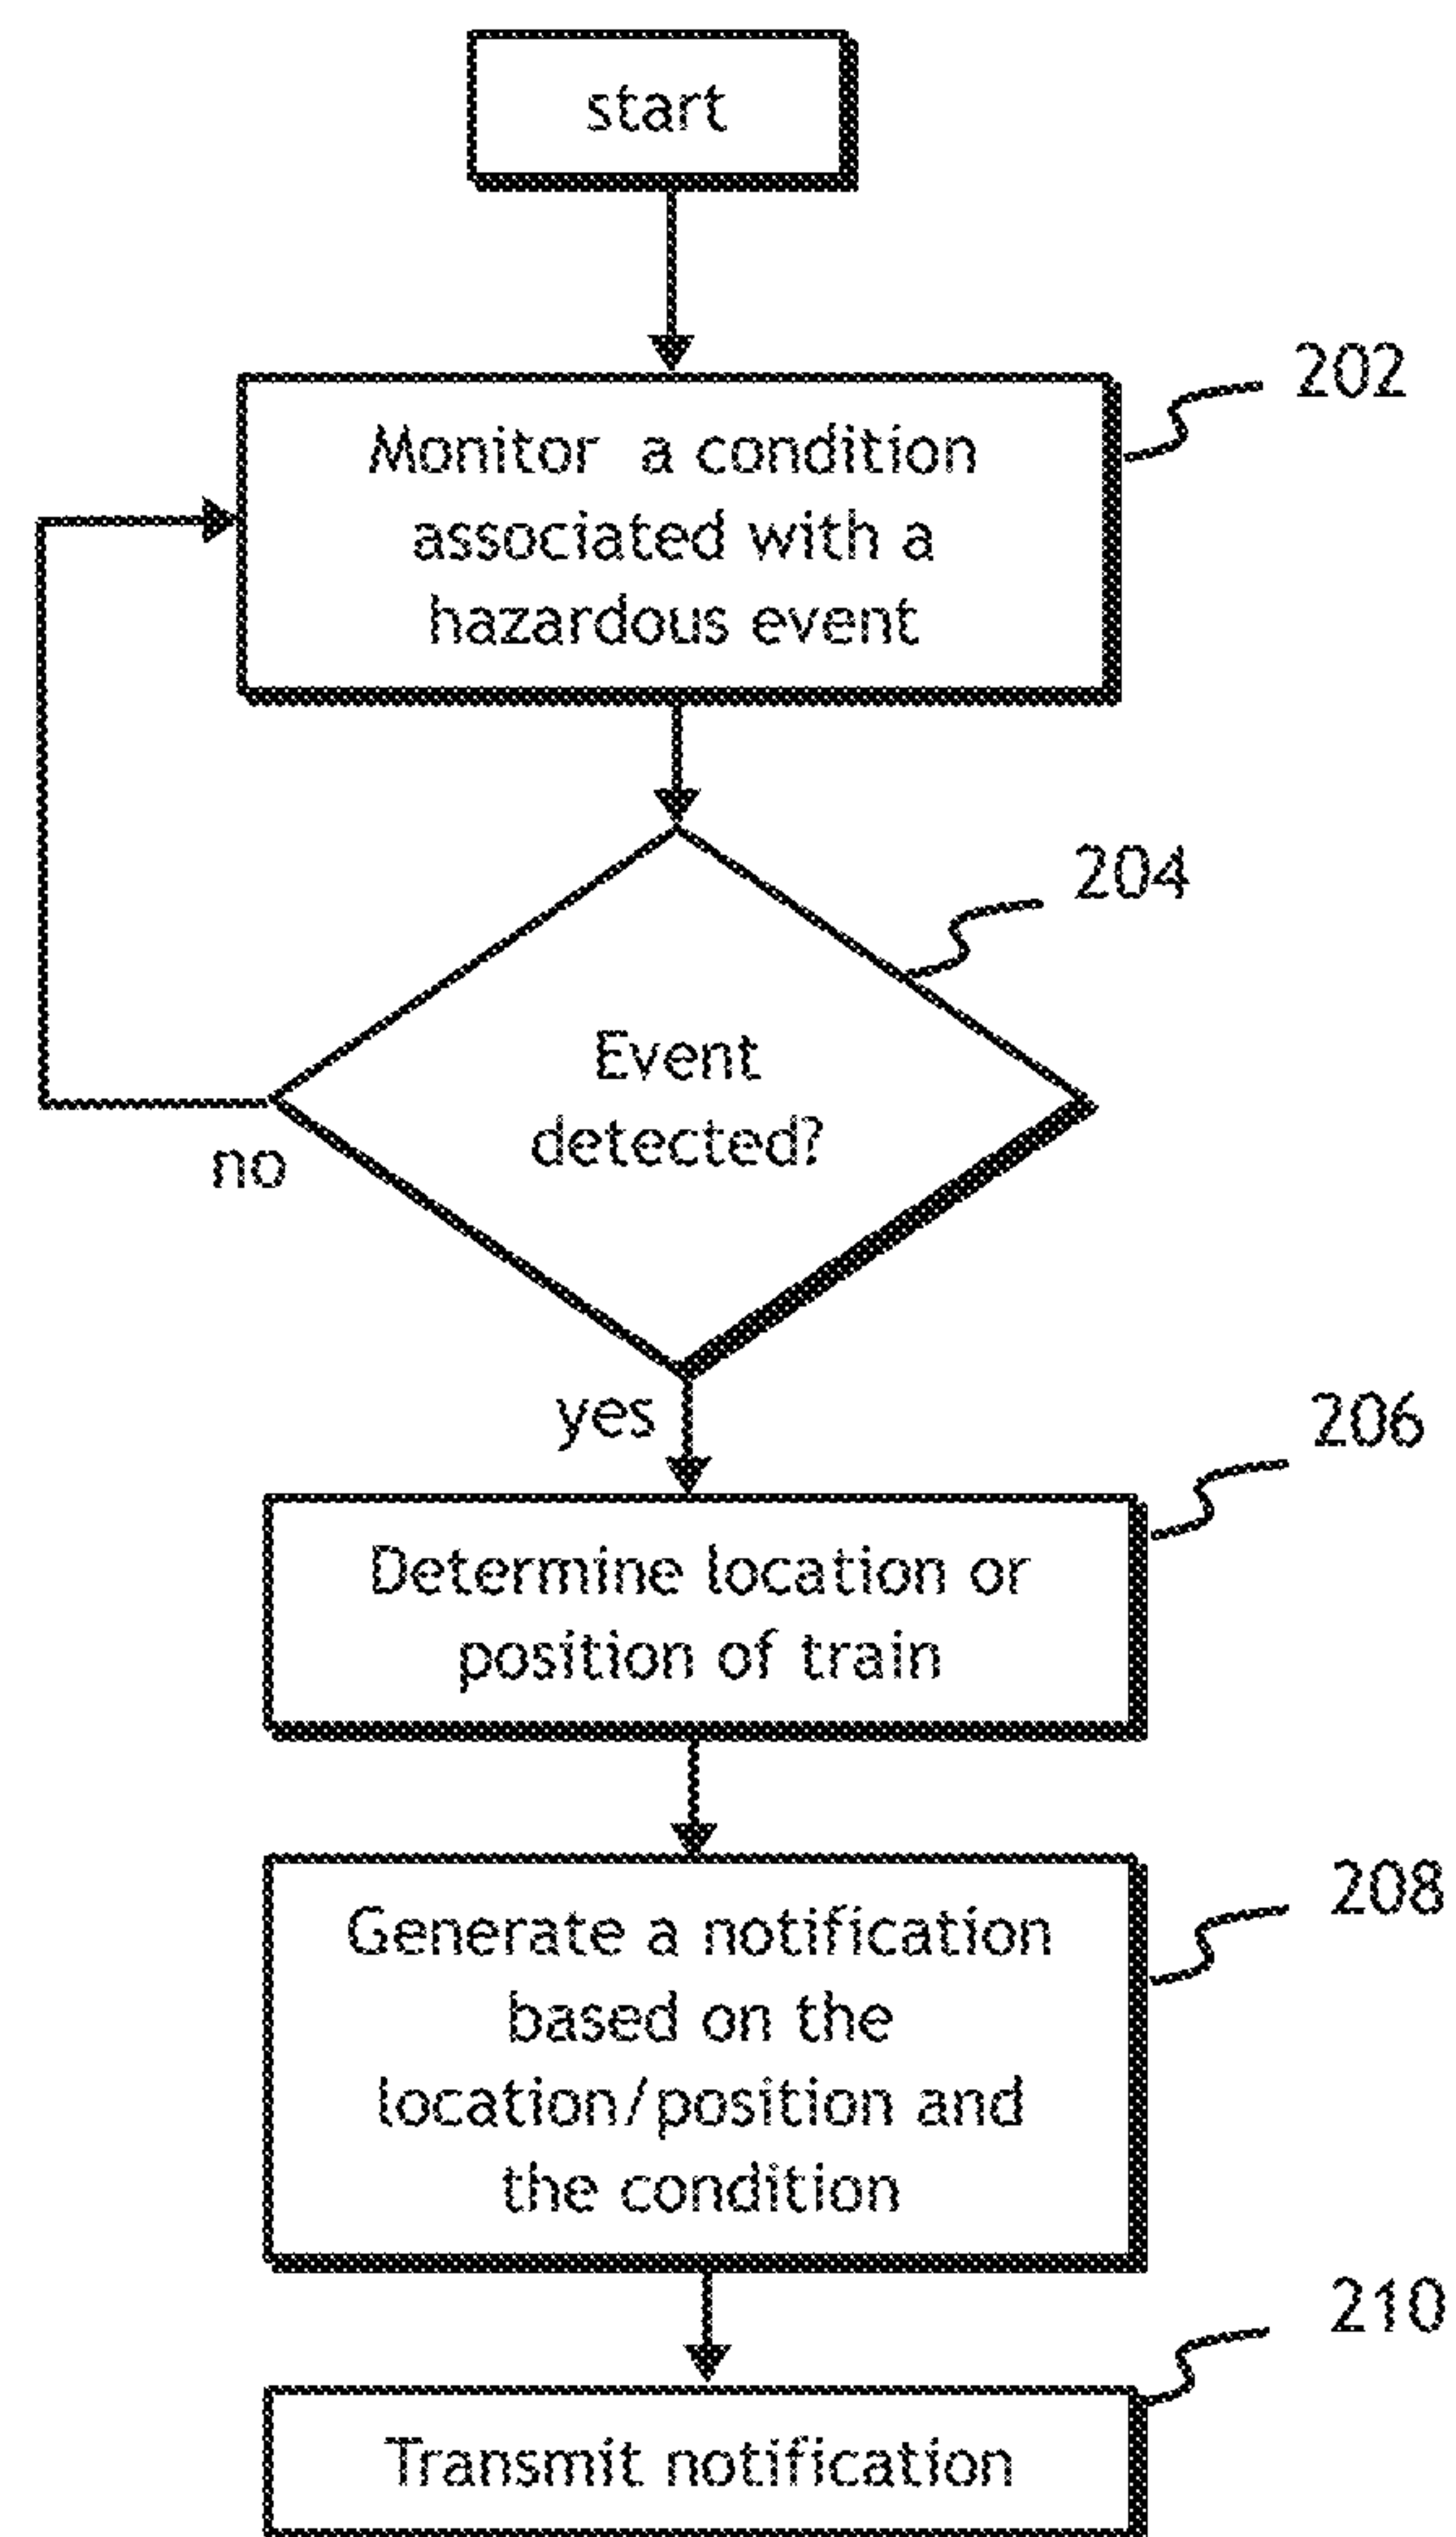 start
202
Monitor a condition
associated with a
hazardous event
204
Event
detected?
no
yes
206
Determine location or
position of train
208
Generate a notification
based on the
location/position and
the condition
210
Transmit notification